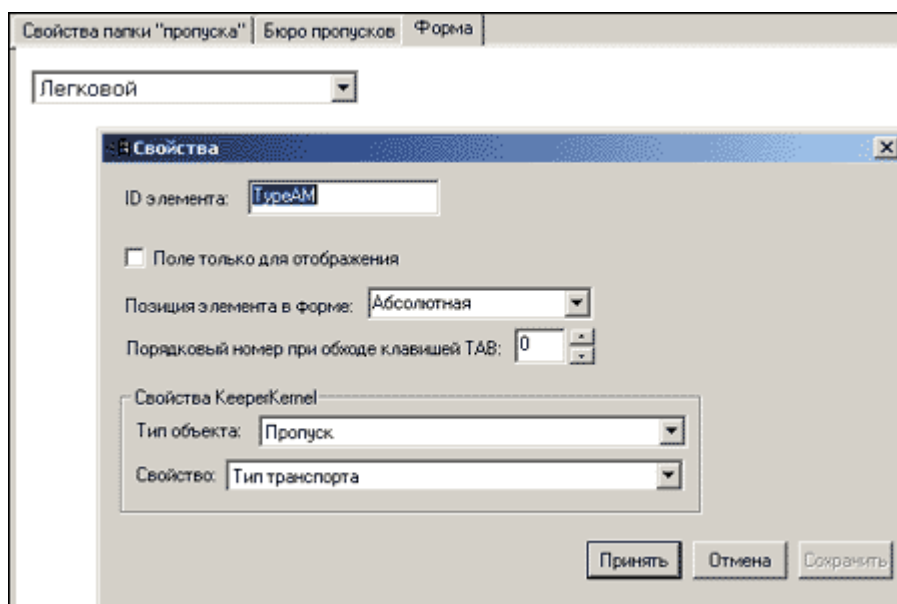 Свойства папки "пропуска" Бюро пропусков Форма
Легковой
Свойства
ID элемента: TypeAM
Поле только для отображения
Позиция элемента в форме: Абсолютная
Порядковый номер при обходе клавишей TAB: 0
Свойства KeeperKernel
Тип объекта: Пропуск
Свойство: Тип транспорта
Принять Отмена Сохранить